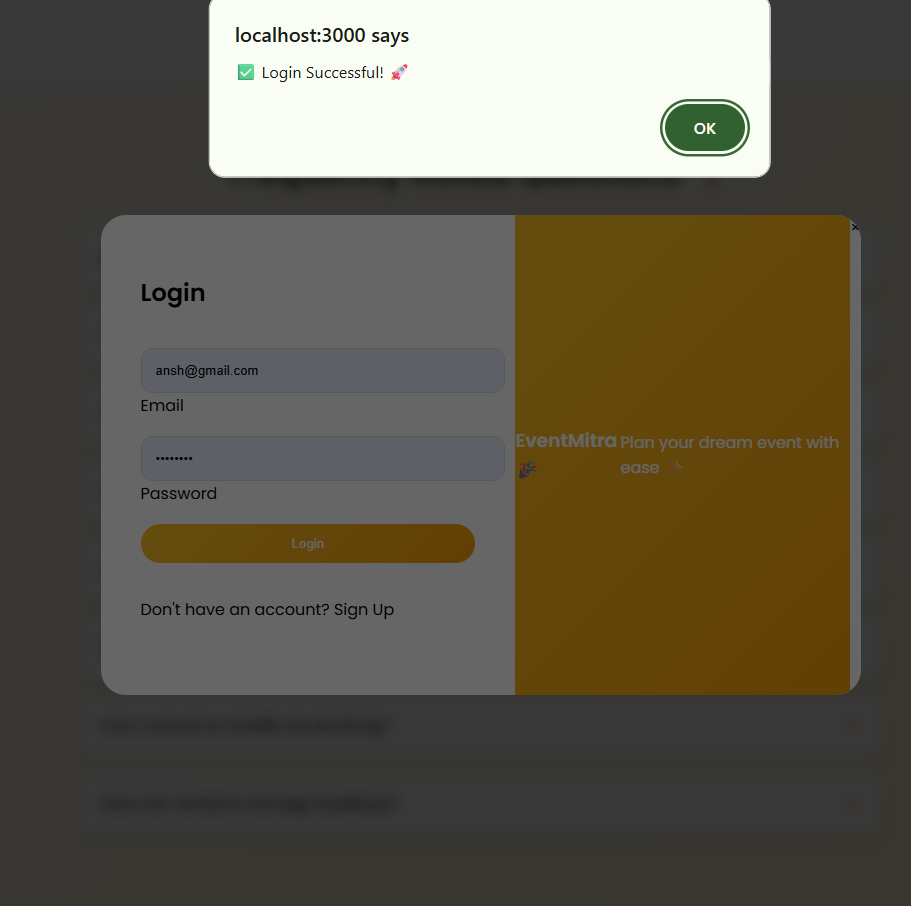 localhost:3000 says
✅ Login Successful! 🚀
OK
×
Login
ansh@gmail.com
Email
••••••••
Password
Login
Don't have an account? Sign Up
EventMitra 🎉
Plan your dream event with
ease ✨